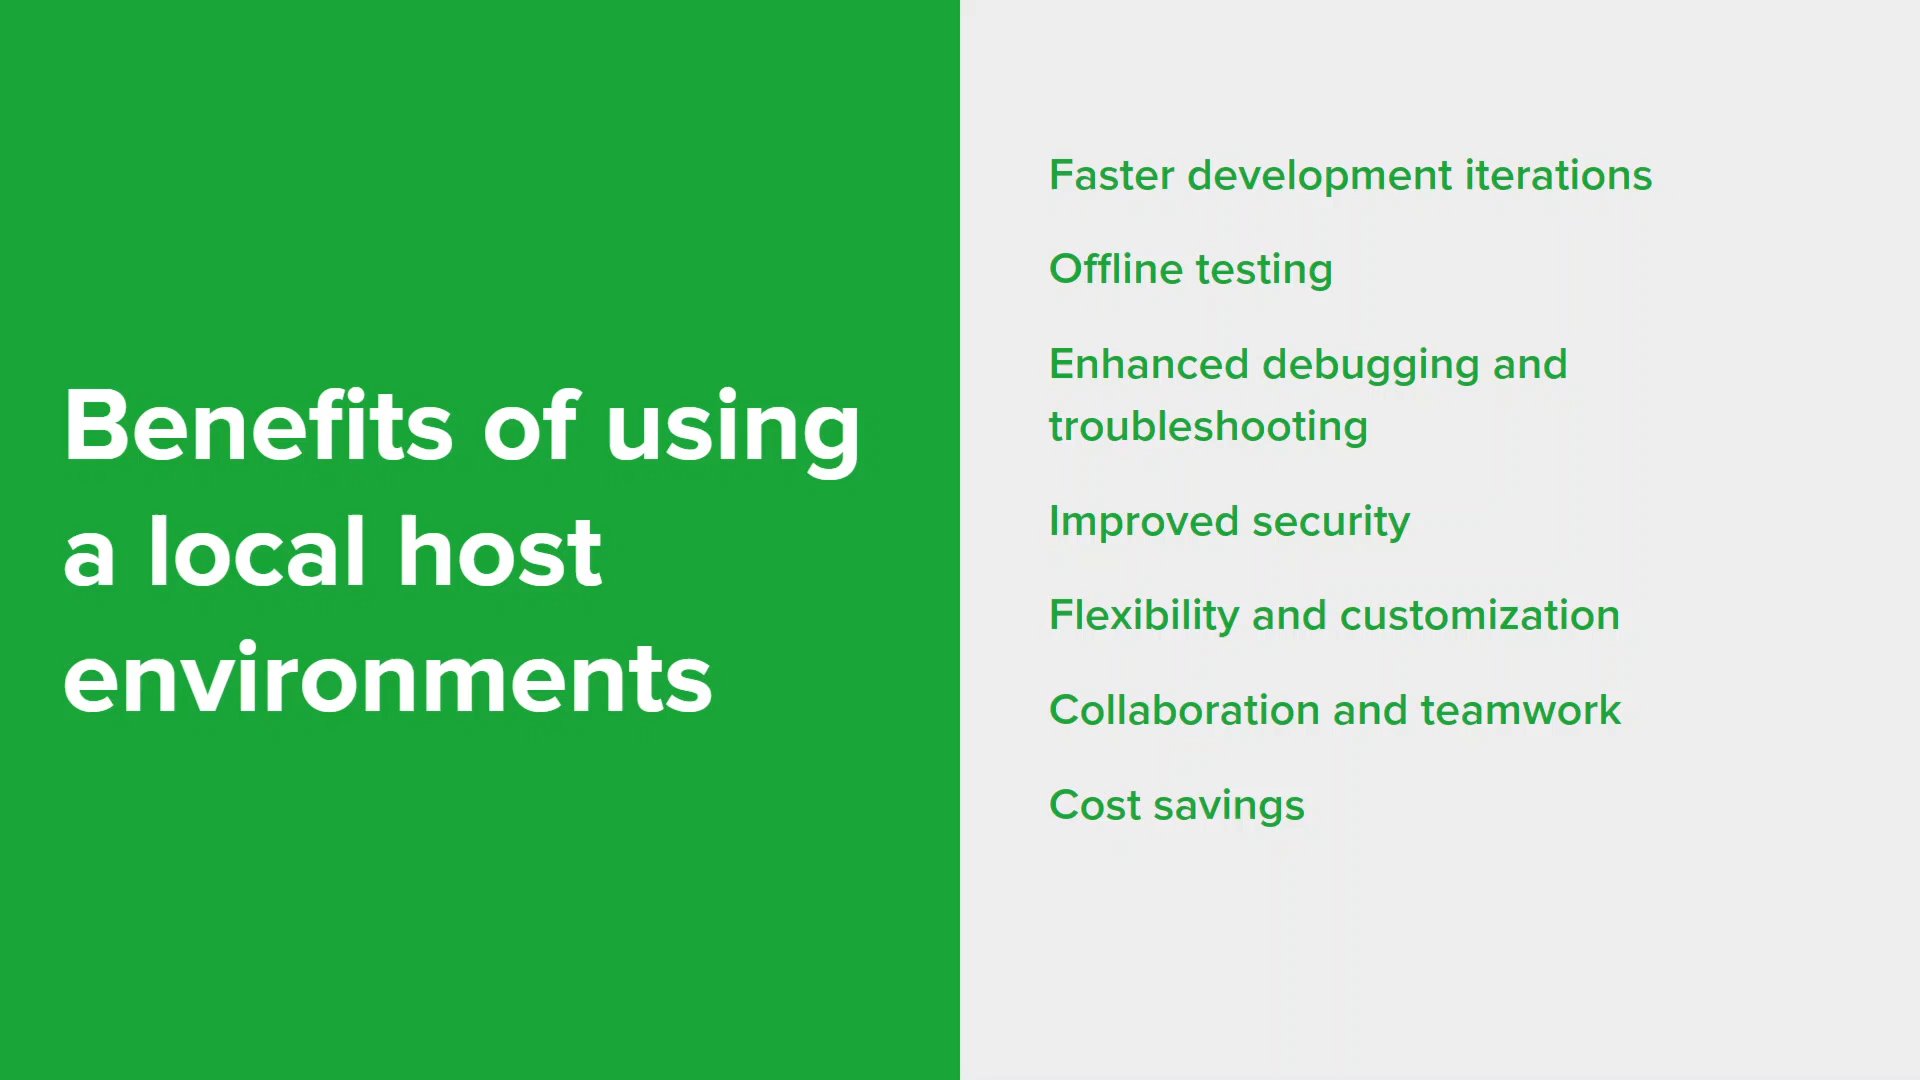 Benefits of using
a local host
environments
Faster development iterations
Offline testing
Enhanced debugging and
troubleshooting
Improved security
Flexibility and customization
Collaboration and teamwork
Cost savings